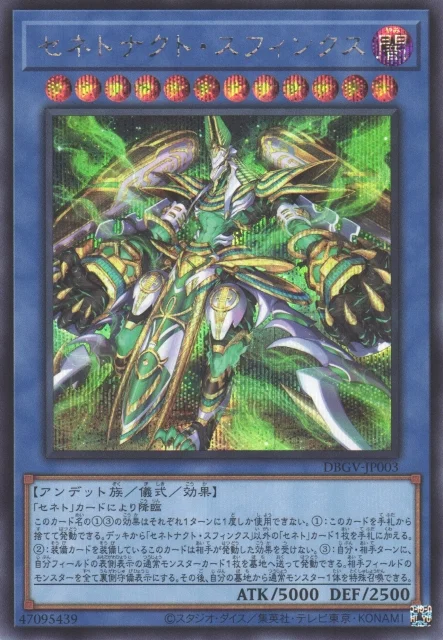 セネトナクト・スフィンクス
闇
DBGV-JP003
【アンデット族／儀式／効果】
「セネト」カードにより降臨
このカード名の①③の効果はそれぞれ1ターンに1度しか使用できない。①：このカードを手札から
捨てて発動できる。デッキから「セネトナクト・スフィンクス」以外の「セネト」カード1枚を手札に加える。
②：装備カードを装備しているこのカードは相手が発動した効果を受けない。③：自分・相手ターンに、
自分フィールドの表側表示の通常モンスターカード1枚を墓地へ送って発動できる。相手フィールドの
モンスターを全て裏側守備表示にする。その後、自分の墓地から通常モンスター1体を特殊召喚できる。
ATK/5000 DEF/2500
47095439 ©スタジオ・ダイス／集英社・テレビ東京・KONAMI